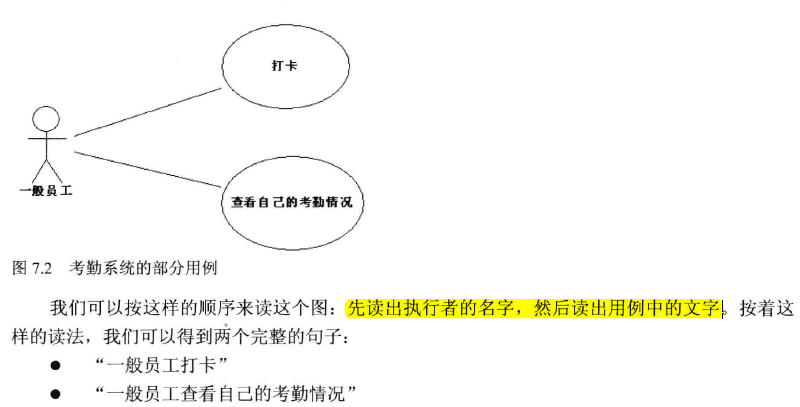 打卡
一般员工
查看自己的考勤情况
图 7.2 考勤系统的部分用例
我们可以按这样的顺序来读这个图：先读出执行者的名字，然后读出用例中的文字。按着这
样的读法，我们可以得到两个完整的句子：
● “一般员工打卡”
● “一般员工查看自己的考勤情况”